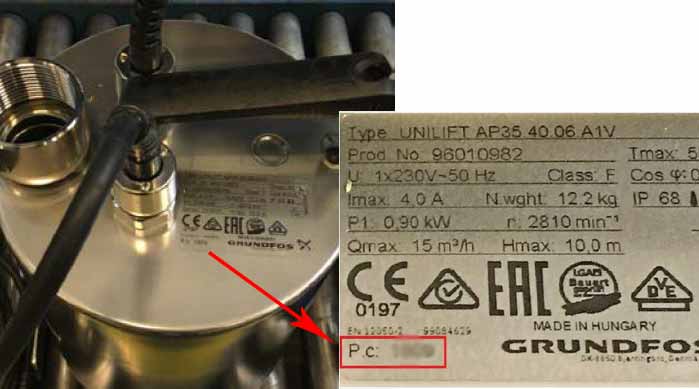 Type UNILIFT AP35.40.06.A1V
Prod. No. 96010982 Tmax: 5
U: 1x230V~50 Hz Class: F Cos φ: 0
Imax: 4.0 A N.wght: 12.2 kg IP 68
P1: 0,90 kW n: 2810 min⁻¹
Qmax: 15 m³/h Hmax: 10,0 m
CE EAC LGAI Bauart VDE
0197
MADE IN HUNGARY
EN 12050-2 99084629
P.c:
GRUNDFOS
GRUNDFOS